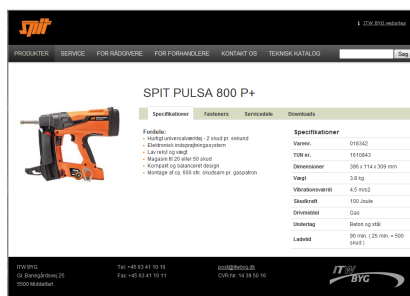 spit
ITW BYG websites
PRODUKTER SERVICE FOR RÅDGIVERE FOR FORHANDLERE KONTAKT OS TEKNISK KATALOG Søg
SPIT PULSA 800 P+
Specifikationer Fasteners Servicedele Downloads
Fordele:
- Hurtigt universalværktøj - 2 skud pr. sekund
- Elektronisk indsprøjtningssystem
- Lav rekyl og vægt
- Magasin til 20 eller 50 skud
- Kompakt og balanceret design
- Montage af ca. 800 stk. skudsøm pr. gaspatron
Specifikationer
Varenr. 018342
TUN nr. 1610843
Dimensioner 396 x 114 x 309 mm
Vægt 3,8 kg
Vibrationsværdi 4,5 m/s2
Skudkraft 100 Joule
Drivmiddel Gas
Underlag Beton og stål
Ladetid 90 min. ( 25 min. = 500 skud )
ITW BYG
Gl. Banegårdsvej 25
5500 Middelfart
Tel: +45 63 41 10 10
Fax: +45 63 41 10 11
post@itwbyg.dk
CVR Nr. 14 39 50 16
ITW BYG